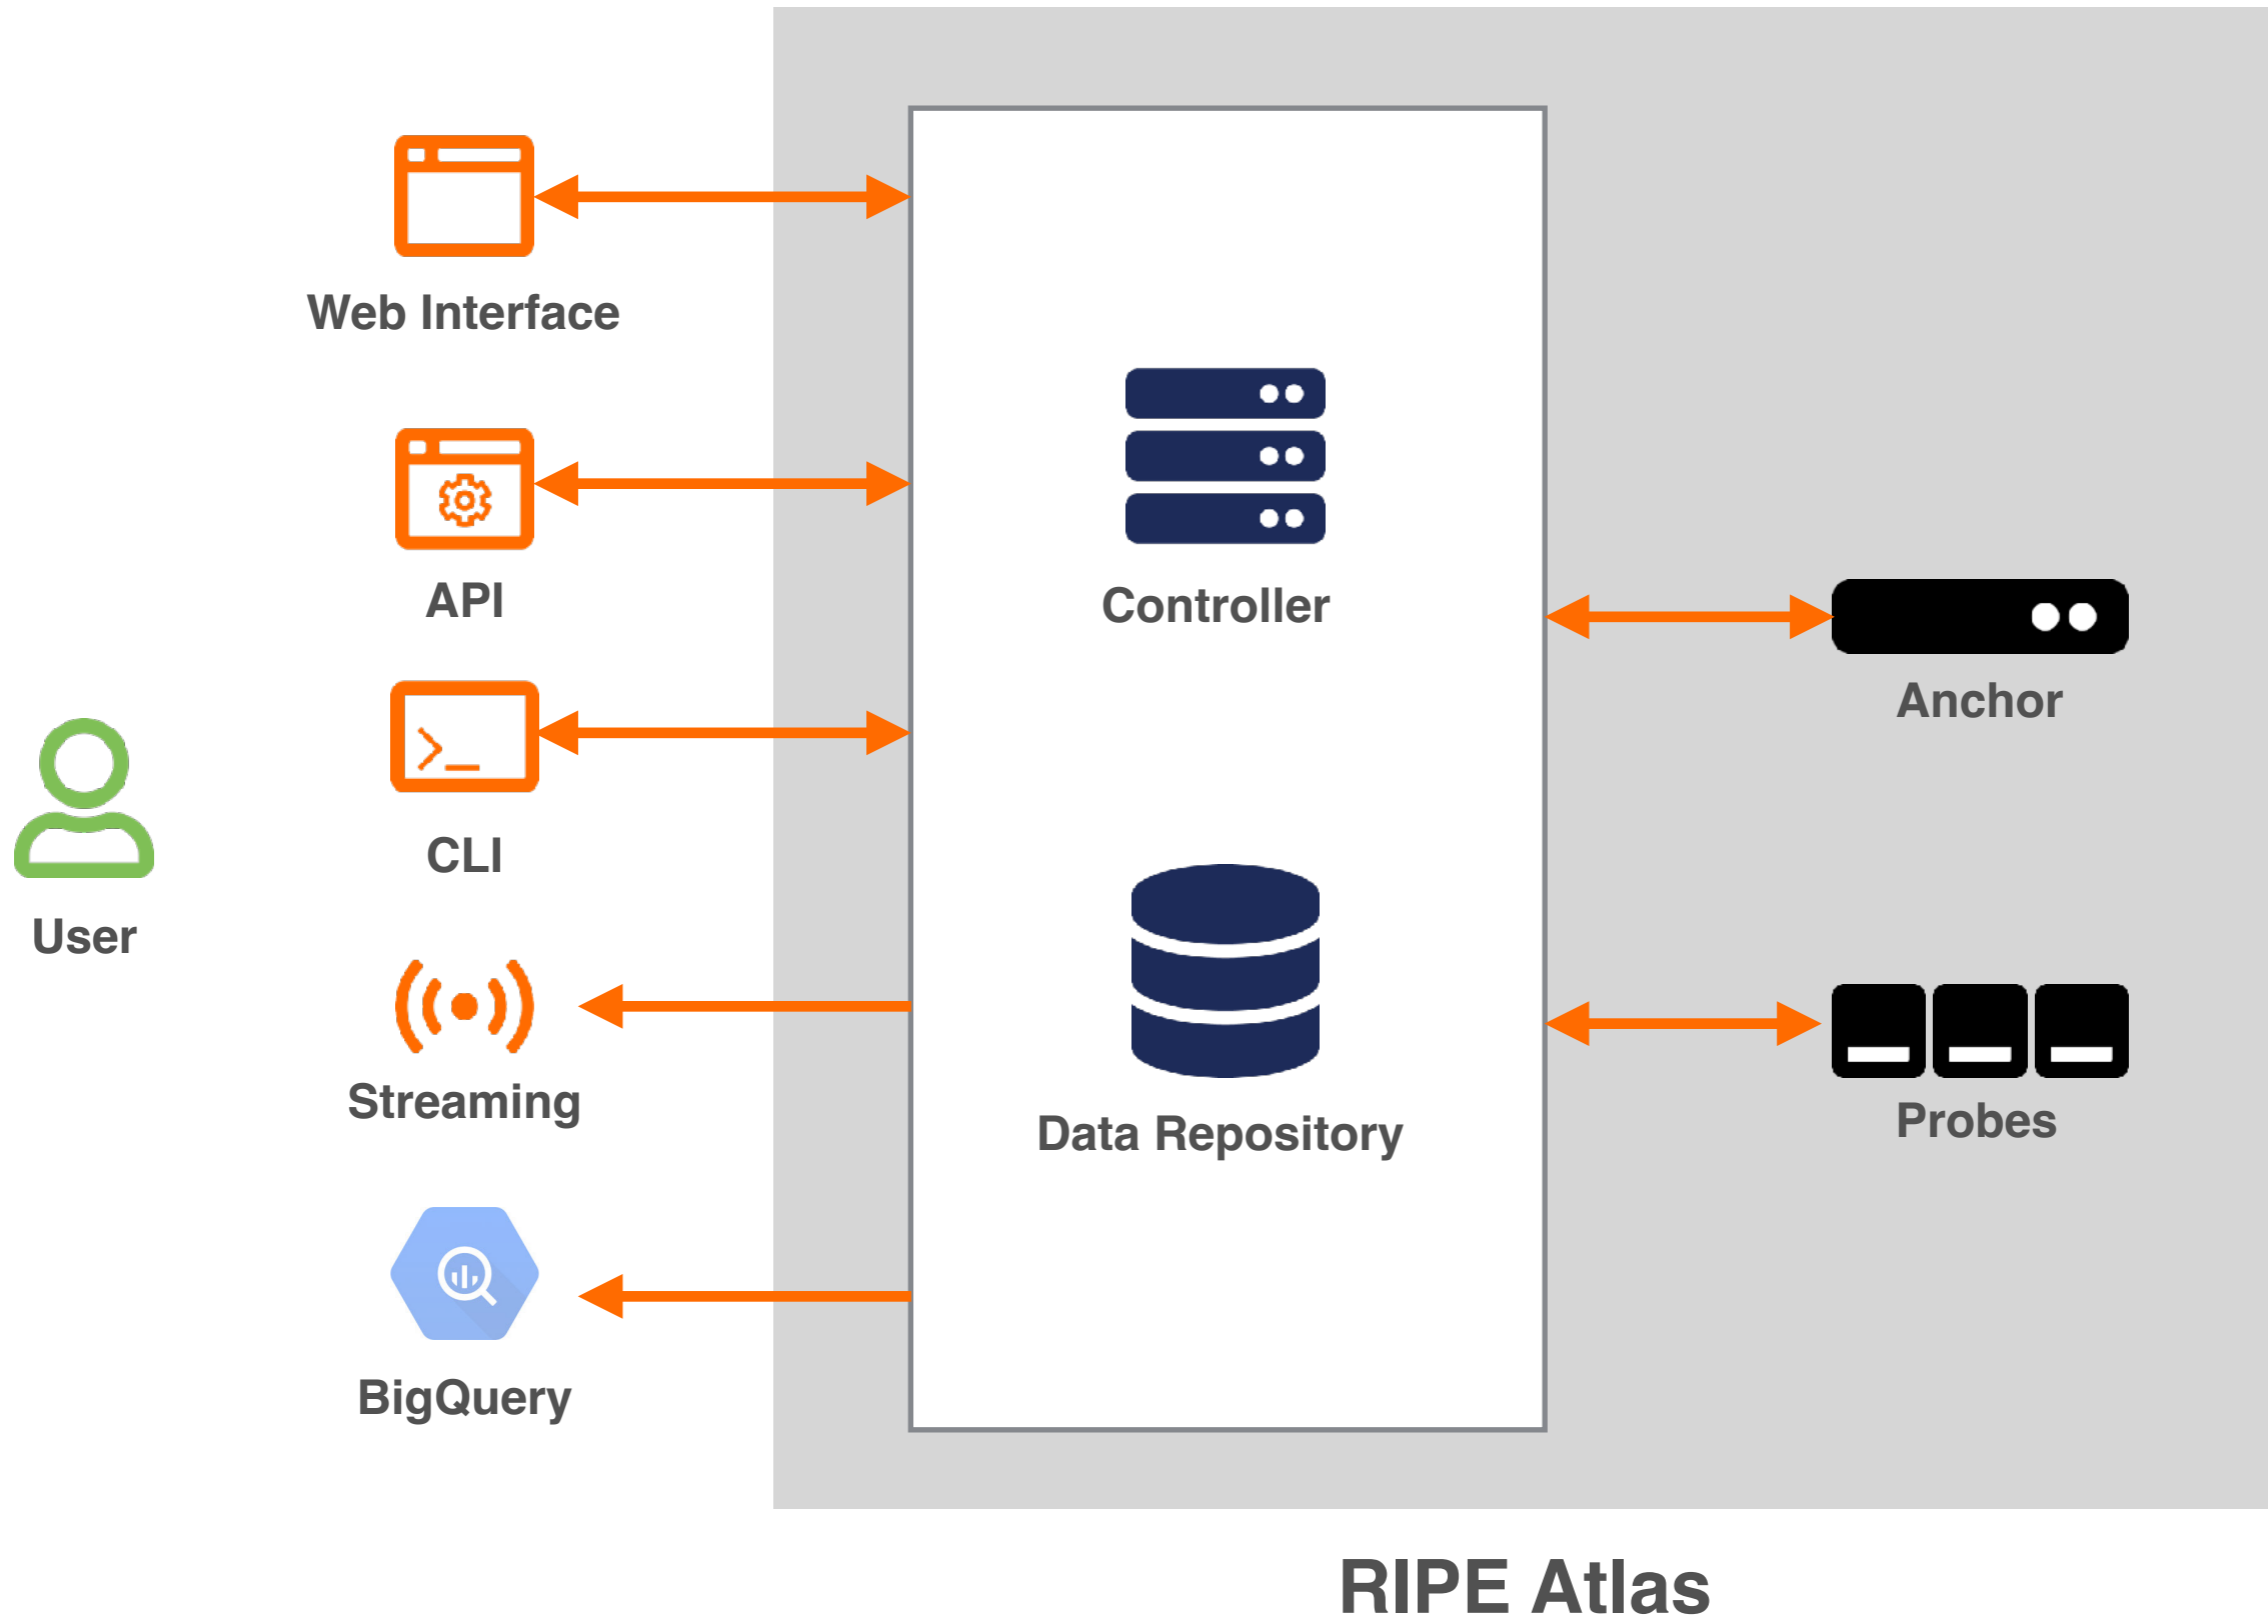 Web Interface
API
Controller
Anchor
CLI
User
Streaming
Data Repository
Probes
BigQuery
RIPE Atlas